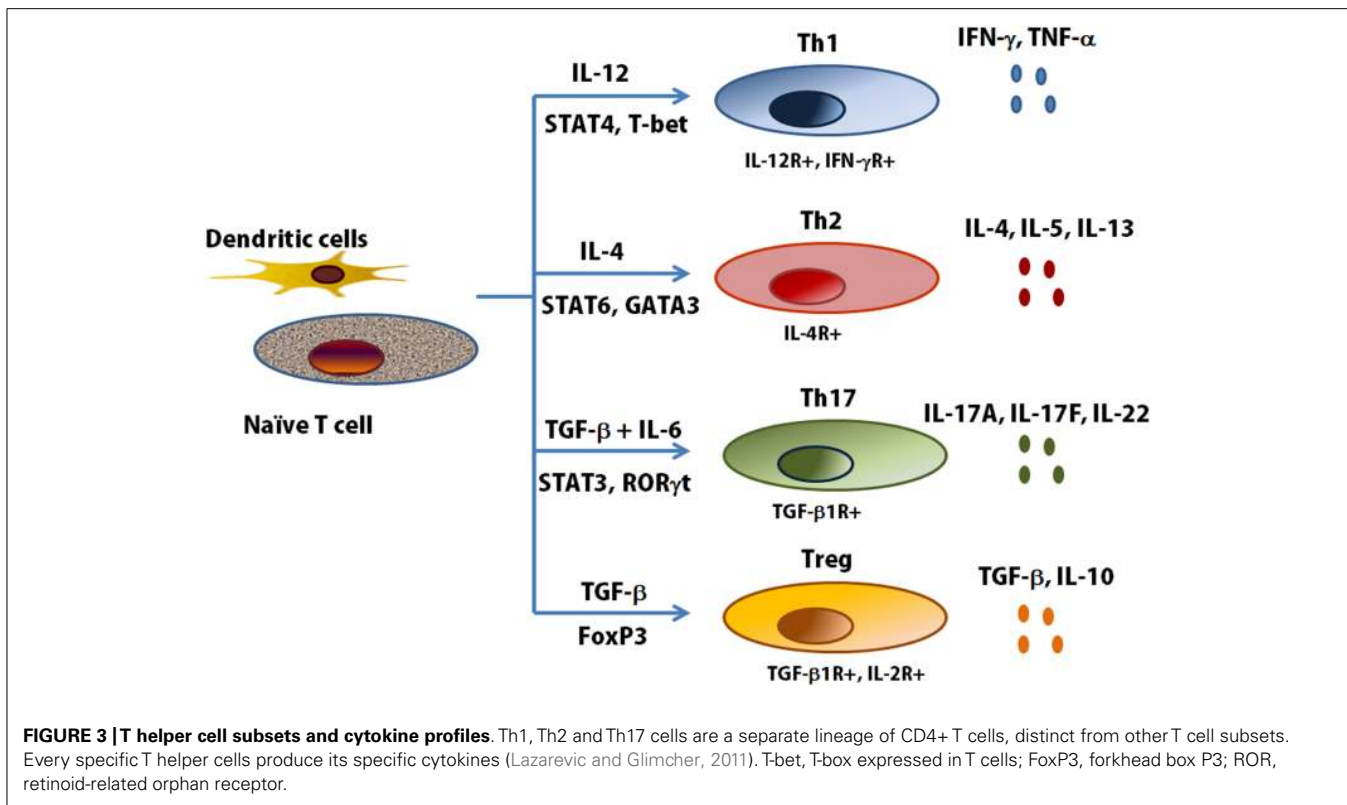 Th1
IFN-γ, TNF-α
IL-12
STAT4, T-bet
IL-12R+, IFN-γR+
Dendritic cells
Naïve T cell
Th2
IL-4, IL-5, IL-13
IL-4
STAT6, GATA3
IL-4R+
Th17
IL-17A, IL-17F, IL-22
TGF-β + IL-6
STAT3, RORγt
TGF-β1R+
Treg
TGF-β, IL-10
TGF-β
FoxP3
TGF-β1R+, IL-2R+
FIGURE 3 | T helper cell subsets and cytokine profiles. Th1, Th2 and Th17 cells are a separate lineage of CD4+ T cells, distinct from other T cell subsets.
Every specific T helper cells produce its specific cytokines (Lazarevic and Glimcher, 2011). T-bet, T-box expressed in T cells; FoxP3, forkhead box P3; ROR,
retinoid-related orphan receptor.